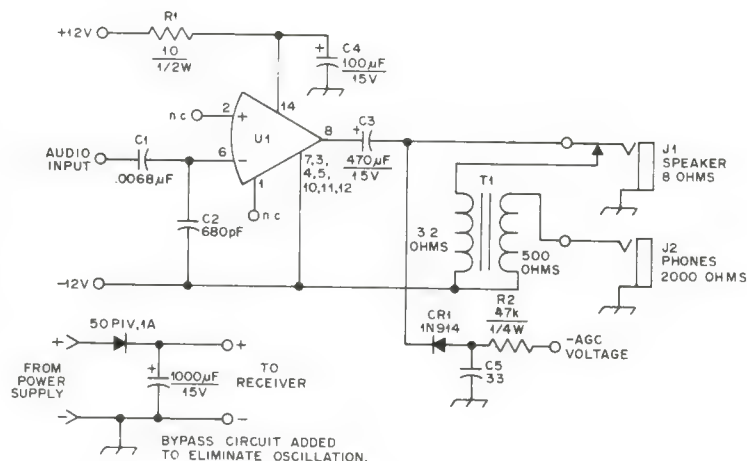 R1
+12V
10
1/2W
+
C4
100µF
15V
14
nc
2
+
U1
8
+
C3
470µF
15V
C1
AUDIO
INPUT
.0068µF
6
−
7,3,
4,5,
10,11,12
1
nc
C2
680pF
T1
3.2
OHMS
500
OHMS
J1
SPEAKER
8 OHMS
J2
PHONES
2000 OHMS
−12V
R2
47k
1/4W
CR1
1N914
−AGC
VOLTAGE
C5
33
50PIV,1A
+
+
FROM
POWER
SUPPLY
+
1000µF
15V
TO
RECEIVER
−
−
BYPASS CIRCUIT ADDED
TO ELIMINATE OSCILLATION.